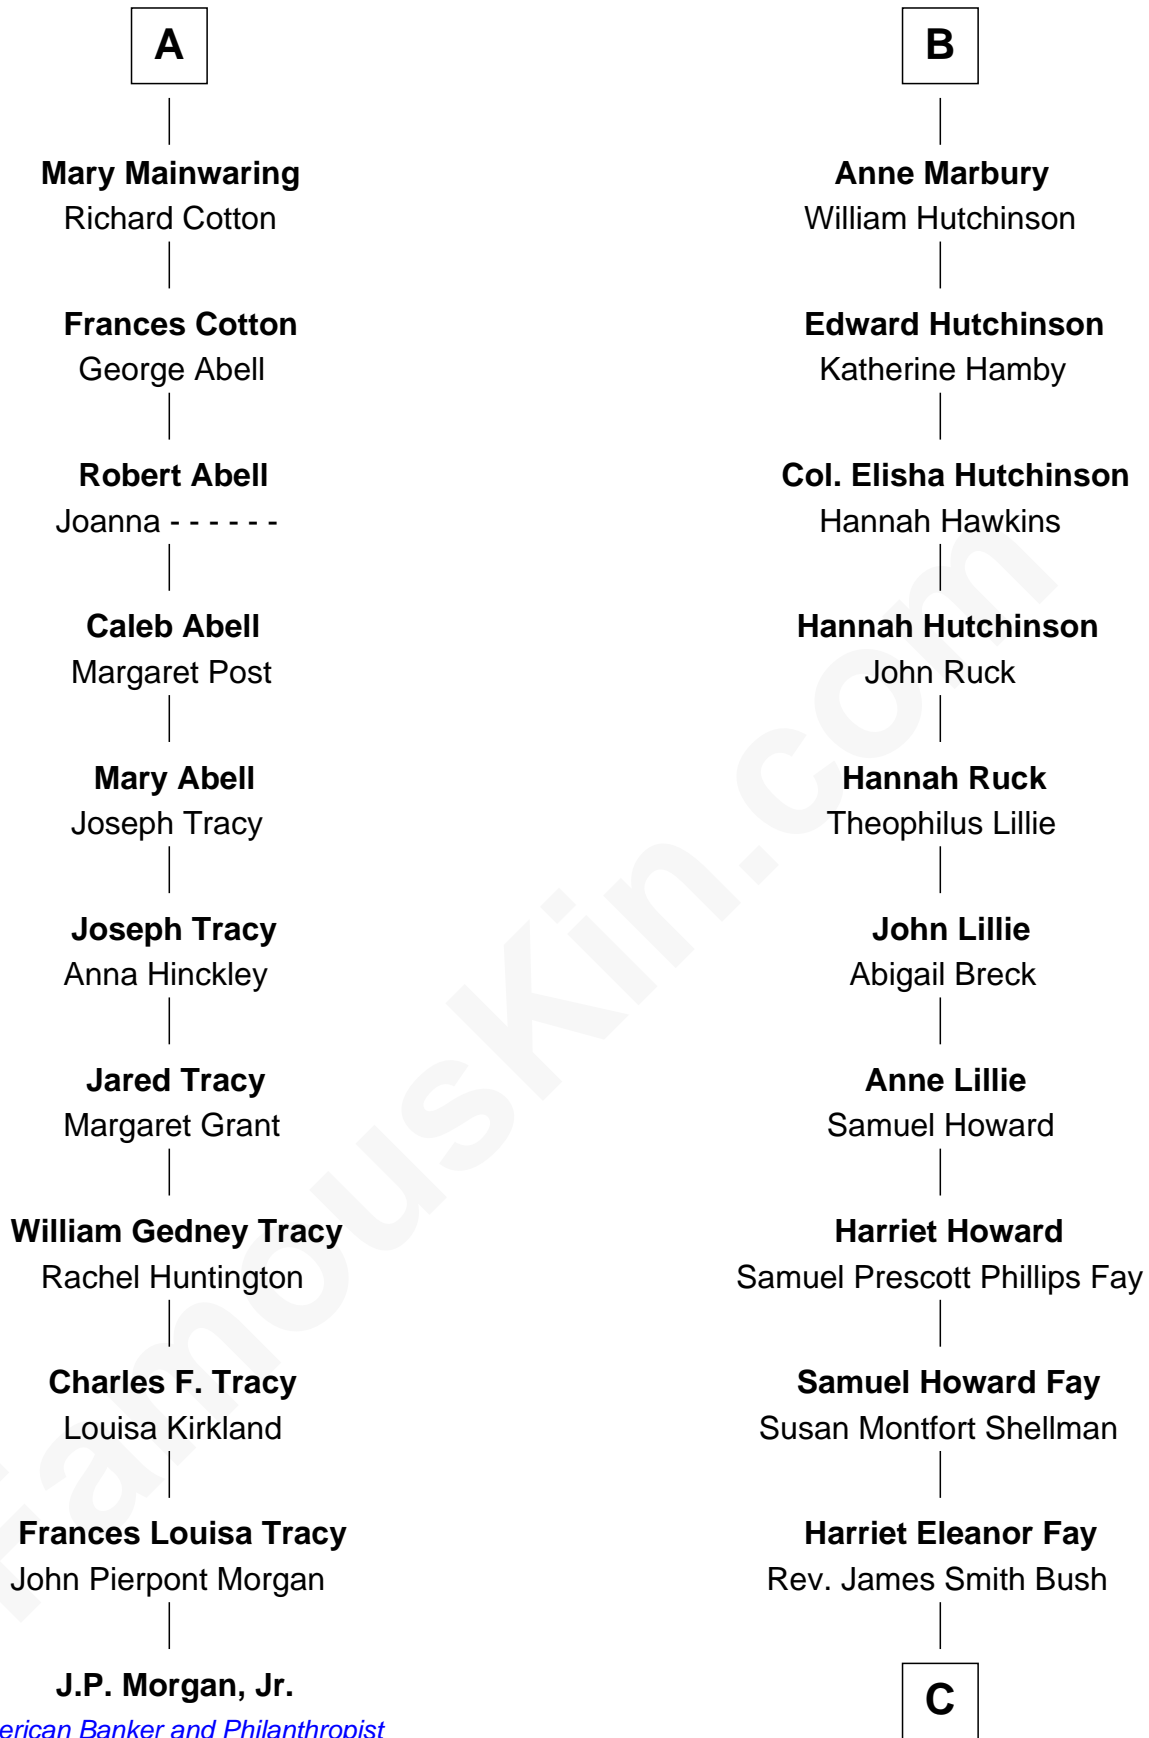 A
Mary Mainwaring
Richard Cotton
Frances Cotton
George Abell
Robert Abell
Joanna - - - - - -
Caleb Abell
Margaret Post
Mary Abell
Joseph Tracy
Joseph Tracy
Anna Hinckley
Jared Tracy
Margaret Grant
William Gedney Tracy
Rachel Huntington
Charles F. Tracy
Louisa Kirkland
Frances Louisa Tracy
John Pierpont Morgan
J.P. Morgan, Jr.
erican Banker and Philanthropist
B
Anne Marbury
William Hutchinson
Edward Hutchinson
Katherine Hamby
Col. Elisha Hutchinson
Hannah Hawkins
Hannah Hutchinson
John Ruck
Hannah Ruck
Theophilus Lillie
John Lillie
Abigail Breck
Anne Lillie
Samuel Howard
Harriet Howard
Samuel Prescott Phillips Fay
Samuel Howard Fay
Susan Montfort Shellman
Harriet Eleanor Fay
Rev. James Smith Bush
C
FamousKin.com